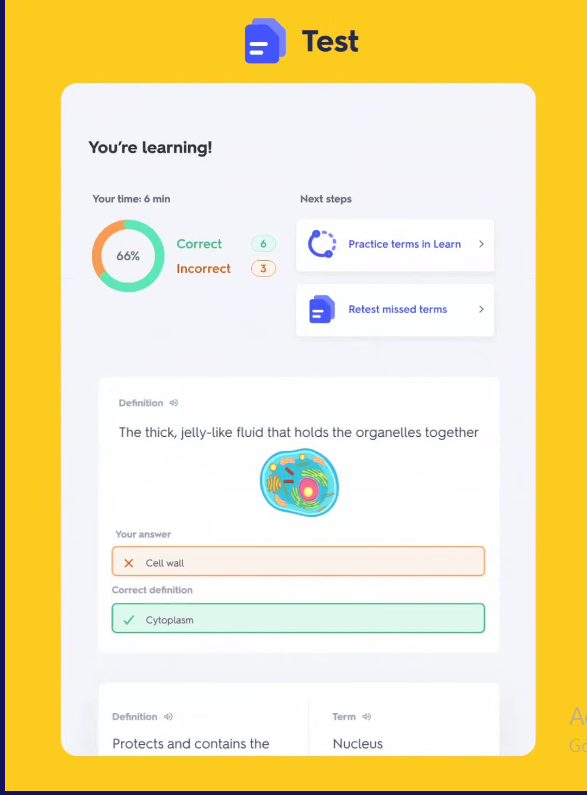 Test
You're learning!
Your time: 6 min
Next steps
66%
Correct 6
Incorrect 3
Practice terms in Learn
Retest missed terms
Definition
The thick, jelly-like fluid that holds the organelles together
Your answer
Cell wall
Correct definition
Cytoplasm
Definition
Protects and contains the
Term
Nucleus